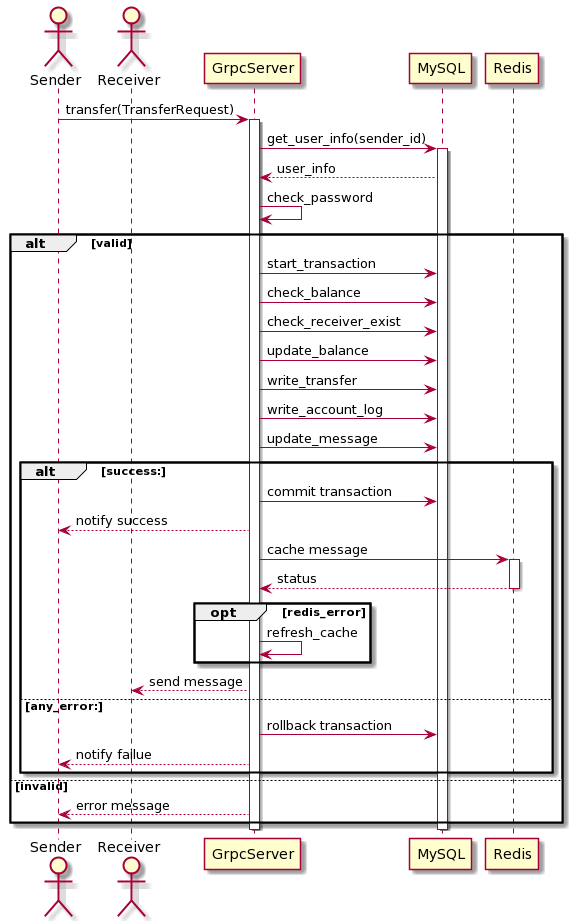 Sender
Receiver
GrpcServer
MySQL
Redis
transfer(TransferRequest)
get_user_info(sender_id)
user_info
check_password
alt
[valid]
start_transaction
check_balance
check_receiver_exist
update_balance
write_transfer
write_account_log
update_message
alt
[success:]
commit transaction
notify success
cache message
status
opt
[redis_error]
refresh_cache
send message
[any_error:]
rollback transaction
notify failue
[invalid]
error message
Sender
Receiver
GrpcServer
MySQL
Redis